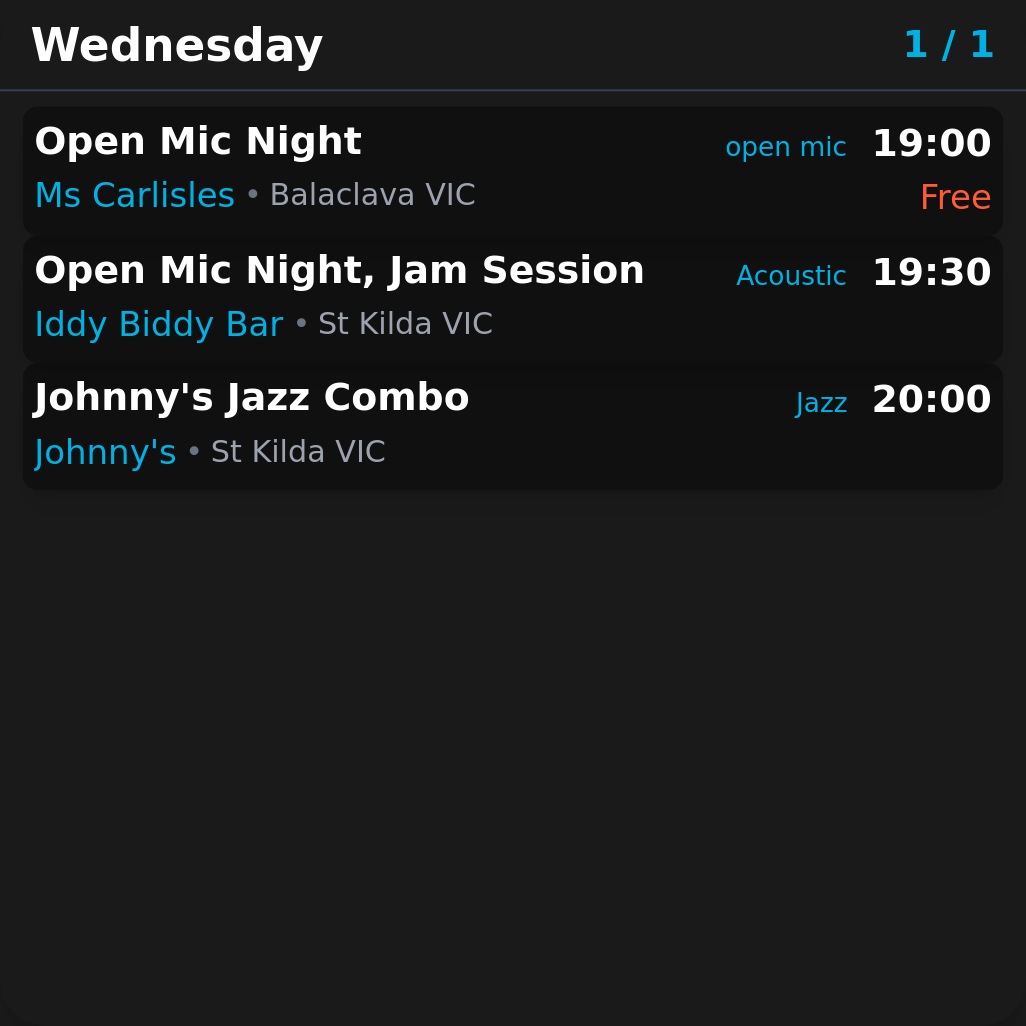 Wednesday 1 / 1
Open Mic Night open mic 19:00
Ms Carlisles • Balaclava VIC Free
Open Mic Night, Jam Session Acoustic 19:30
Iddy Biddy Bar • St Kilda VIC
Johnny's Jazz Combo Jazz 20:00
Johnny's • St Kilda VIC